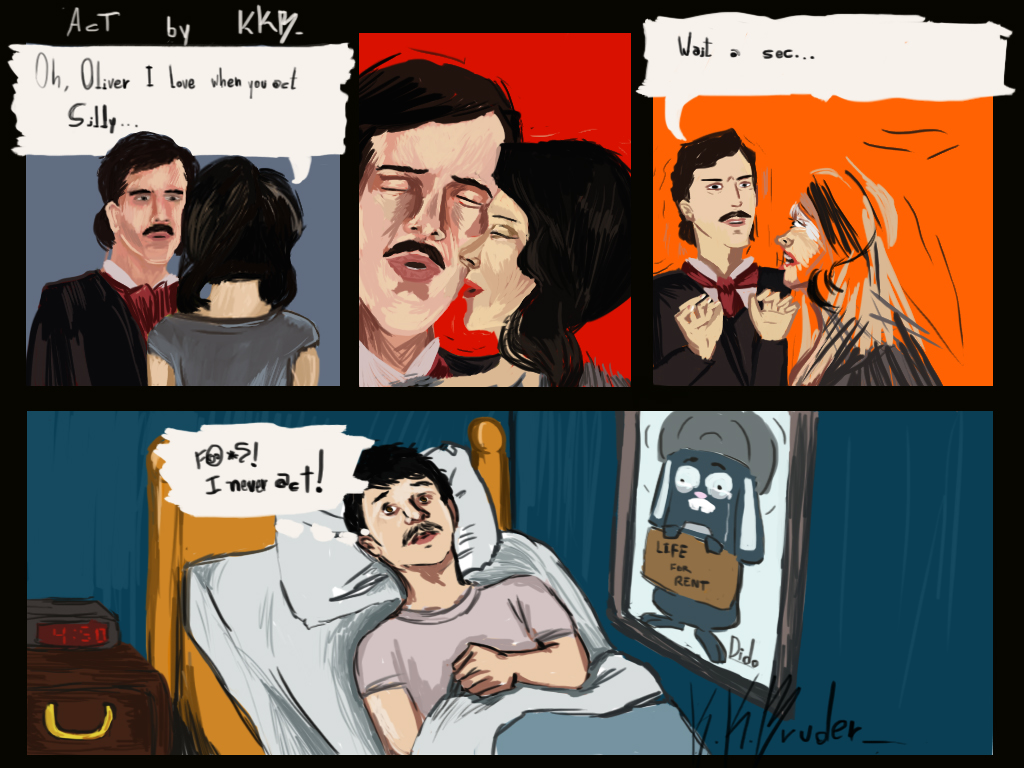 Act by KKB_
Oh, Oliver I love when you act
Silly...
Wait a sec...
F@*$!
I never act!
4:50
LIFE
FOR
RENT
Dido
K.K.Bruder_